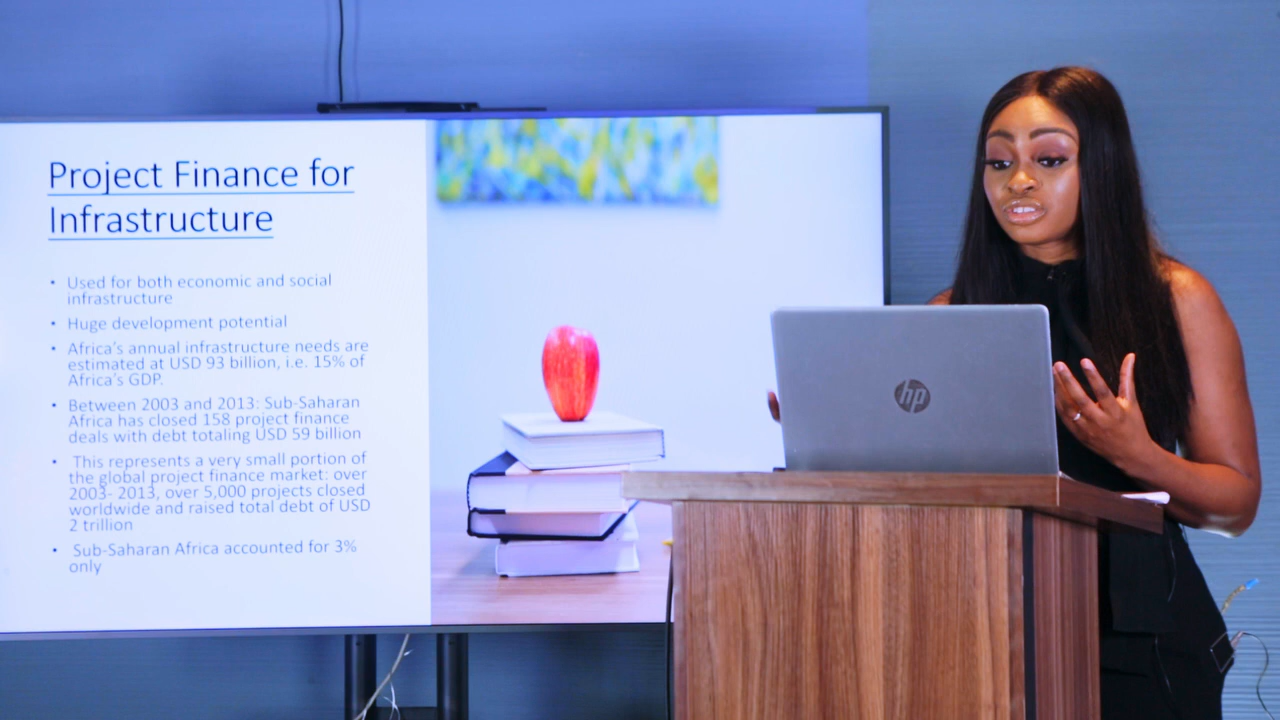 Project Finance for
Infrastructure
• Used for both economic and social
infrastructure
• Huge development potential
• Africa's annual infrastructure needs are
estimated at USD 93 billion, i.e. 15% of
Africa's GDP.
• Between 2003 and 2013: Sub-Saharan
Africa has closed 158 project finance
deals with debt totaling USD 59 billion
• This represents a very small portion of
the global project finance market: over
2003- 2013, over 5,000 projects closed
worldwide and raised total debt of USD
2 trillion
• Sub-Saharan Africa accounted for 3%
only
hp